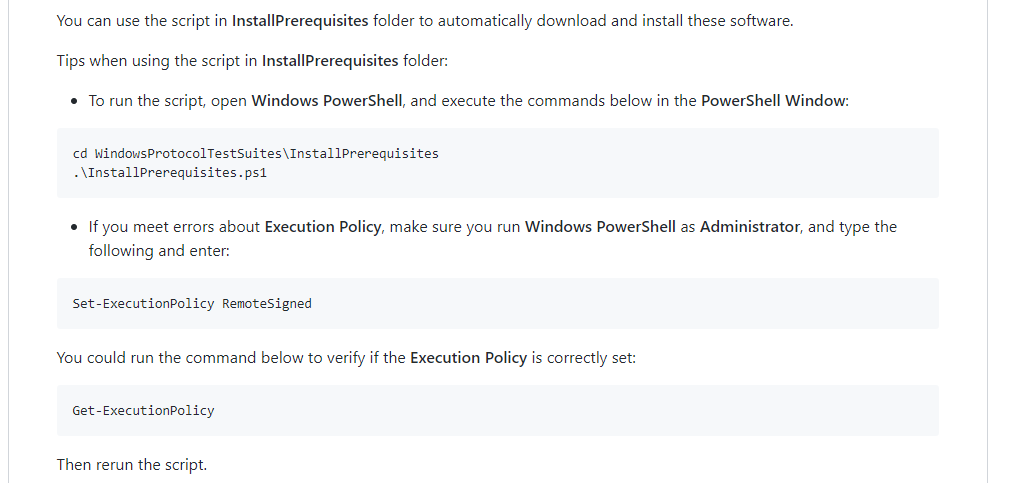 You can use the script in InstallPrerequisites folder to automatically download and install these software.
Tips when using the script in InstallPrerequisites folder:
• To run the script, open Windows PowerShell, and execute the commands below in the PowerShell Window:
cd WindowsProtocolTestSuites\InstallPrerequisites
.\InstallPrerequisites.ps1
• If you meet errors about Execution Policy, make sure you run Windows PowerShell as Administrator, and type the
following and enter:
Set-ExecutionPolicy RemoteSigned
You could run the command below to verify if the Execution Policy is correctly set:
Get-ExecutionPolicy
Then rerun the script.